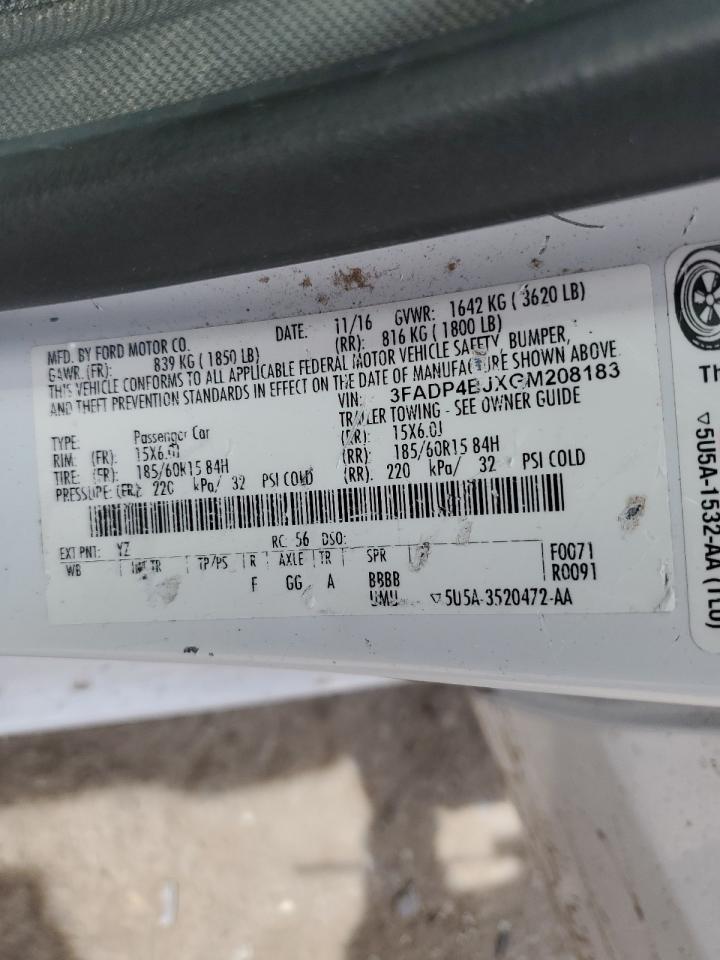 MFD. BY FORD MOTOR CO. DATE: 11/16 GVWR: 1642 KG ( 3620 LB)
GAWR: (FR): 839 KG ( 1850 LB) (RR): 816 KG ( 1800 LB)
THIS VEHICLE CONFORMS TO ALL APPLICABLE FEDERAL MOTOR VEHICLE SAFETY, BUMPER,
AND THEFT PREVENTION STANDARDS IN EFFECT ON THE DATE OF MANUFACTURE SHOWN ABOVE.
VIN: 3FADP4BJXGM208183
TYPE: Passenger Car TRAILER TOWING - SEE OWNER GUIDE
RIM: (FR): 15X6.0J (RR): 15X6.0J
TIRE: (FR): 185/60R15 84H (RR): 185/60R15 84H
PRESSURE: (FR): 220 kPa/ 32 PSI COLD (RR): 220 kPa/ 32 PSI COLD
EXT PNT: YZ RC: 56 DSO:
WB INT TR TP/PS R AXLE TR SPR F0071
F GG A BBBB R0091
UMU ▽5U5A-3520472-AA
Th
▽5U5A-1532-AA (TLU)